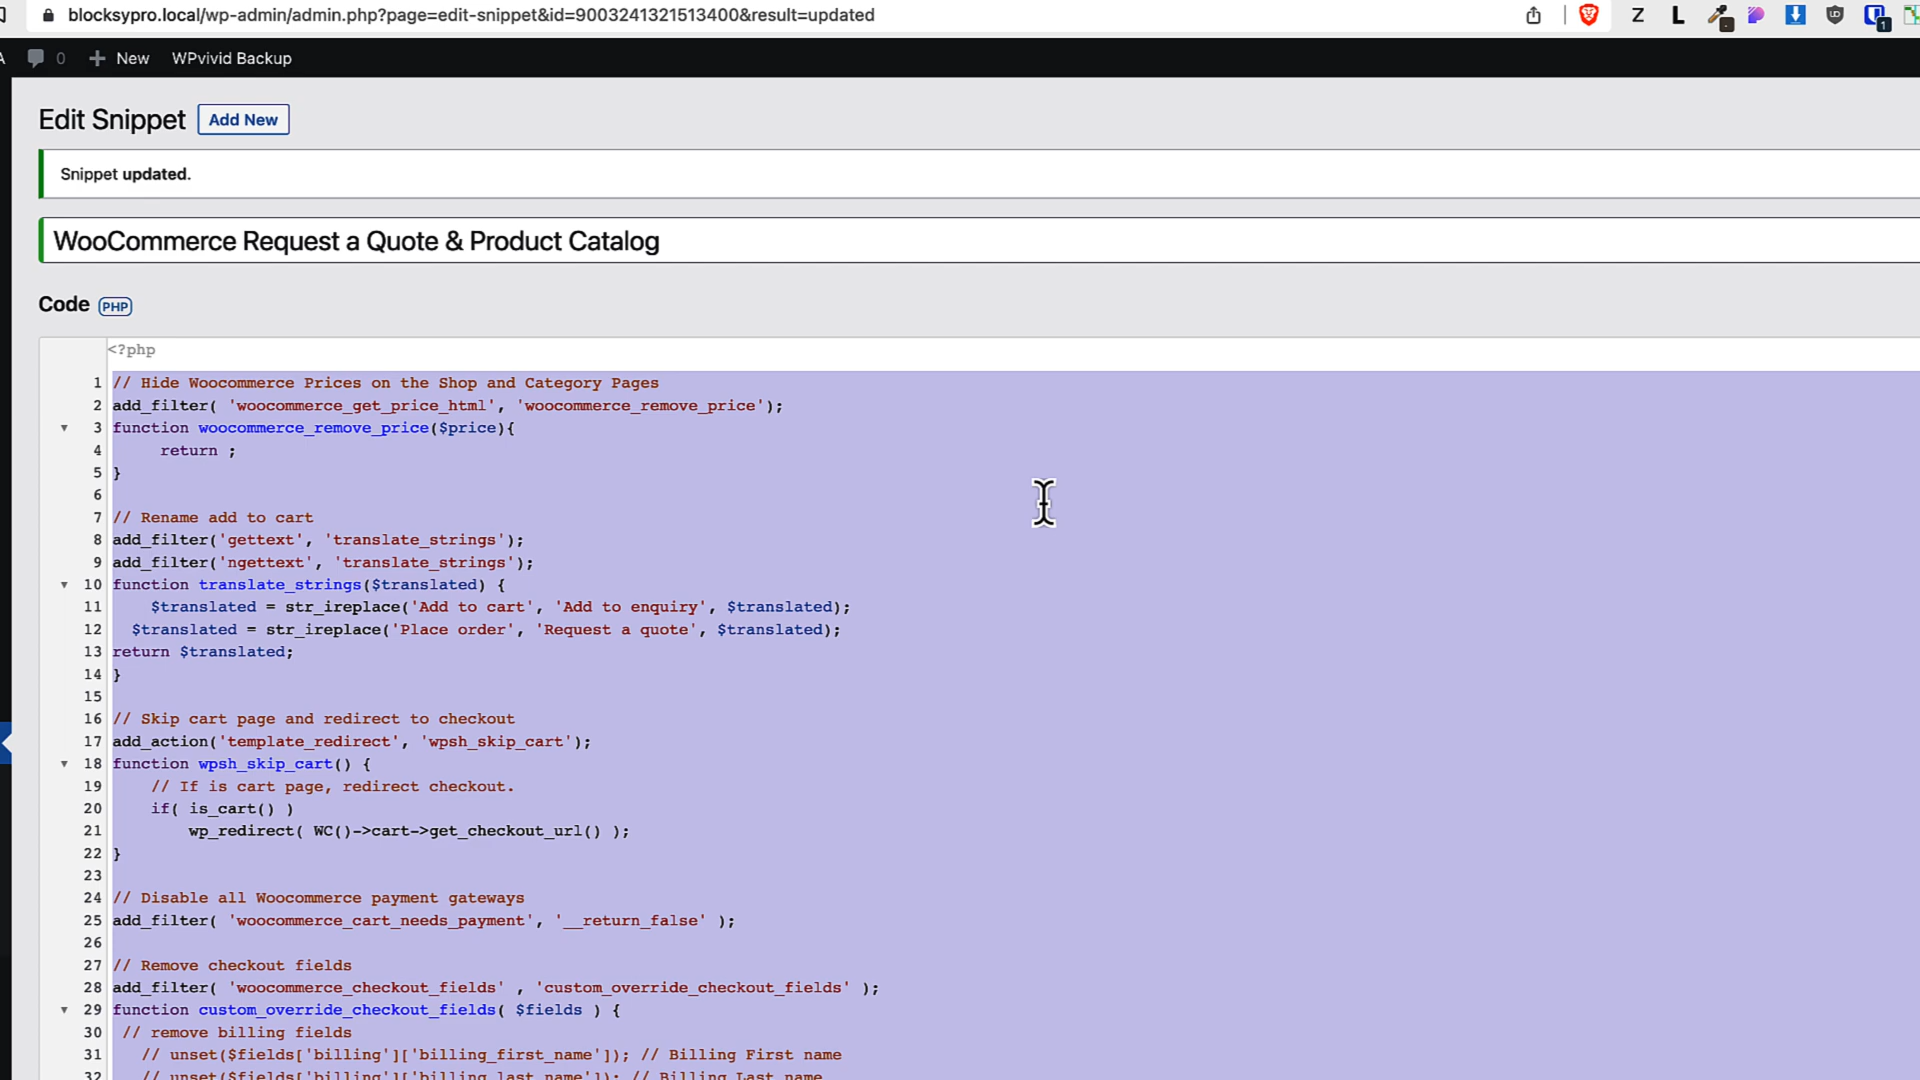 blocksypro.local/wp-admin/admin.php?page=edit-snippet&id=9003241321513400&result=updated
0 + New WPvivid Backup
Edit Snippet Add New
Snippet updated.
WooCommerce Request a Quote & Product Catalog
Code PHP
<?php
1 // Hide Woocommerce Prices on the Shop and Category Pages
2 add_filter( 'woocommerce_get_price_html', 'woocommerce_remove_price');
3 function woocommerce_remove_price($price){
4 return ;
5 }
6
7 // Rename add to cart
8 add_filter('gettext', 'translate_strings');
9 add_filter('ngettext', 'translate_strings');
10 function translate_strings($translated) {
11 $translated = str_ireplace('Add to cart', 'Add to enquiry', $translated);
12 $translated = str_ireplace('Place order', 'Request a quote', $translated);
13 return $translated;
14 }
15
16 // Skip cart page and redirect to checkout
17 add_action('template_redirect', 'wpsh_skip_cart');
18 function wpsh_skip_cart() {
19 // If is cart page, redirect checkout.
20 if( is_cart() )
21 wp_redirect( WC()->cart->get_checkout_url() );
22 }
23
24 // Disable all Woocommerce payment gateways
25 add_filter( 'woocommerce_cart_needs_payment', '__return_false' );
26
27 // Remove checkout fields
28 add_filter( 'woocommerce_checkout_fields' , 'custom_override_checkout_fields' );
29 function custom_override_checkout_fields( $fields ) {
30 // remove billing fields
31 // unset($fields['billing']['billing_first_name']); // Billing First name
32 // unset($fields['billing']['billing_last_name']); // Billing Last name